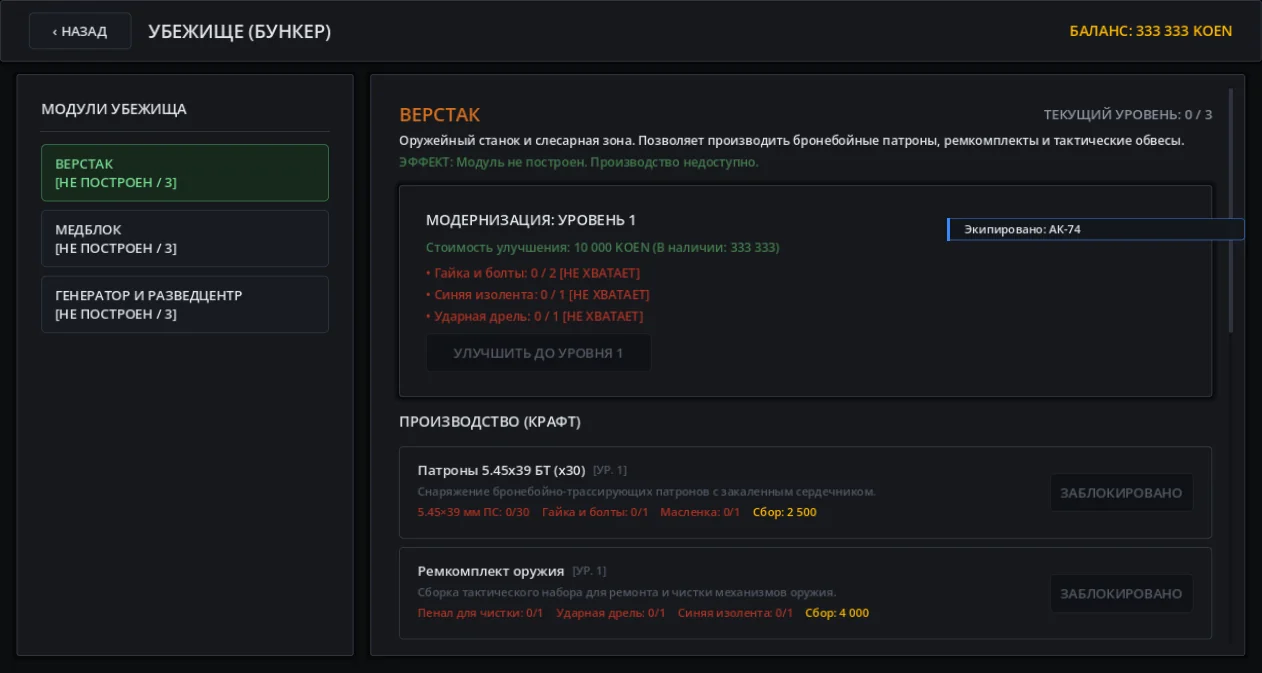 ‹ НАЗАД
УБЕЖИЩЕ (БУНКЕР)
БАЛАНС: 333 333 KOEN
МОДУЛИ УБЕЖИЩА
ВЕРСТАК
[НЕ ПОСТРОЕН / 3]
МЕДБЛОК
[НЕ ПОСТРОЕН / 3]
ГЕНЕРАТОР И РАЗВЕДЦЕНТР
[НЕ ПОСТРОЕН / 3]
ВЕРСТАК
ТЕКУЩИЙ УРОВЕНЬ: 0 / 3
Оружейный станок и слесарная зона. Позволяет производить бронебойные патроны, ремкомплекты и тактические обвесы.
ЭФФЕКТ: Модуль не построен. Производство недоступно.
МОДЕРНИЗАЦИЯ: УРОВЕНЬ 1
Экипировано: АК-74
Стоимость улучшения: 10 000 KOEN (В наличии: 333 333)
• Гайка и болты: 0 / 2 [НЕ ХВАТАЕТ]
• Синяя изолента: 0 / 1 [НЕ ХВАТАЕТ]
• Ударная дрель: 0 / 1 [НЕ ХВАТАЕТ]
УЛУЧШИТЬ ДО УРОВНЯ 1
ПРОИЗВОДСТВО (КРАФТ)
Патроны 5.45x39 БТ (x30) [УР. 1]
Снаряжение бронебойно-трассирующих патронов с закаленным сердечником.
5.45×39 мм ПС: 0/30 Гайка и болты: 0/1 Масленка: 0/1 Сбор: 2 500
ЗАБЛОКИРОВАНО
Ремкомплект оружия [УР. 1]
Сборка тактического набора для ремонта и чистки механизмов оружия.
Пенал для чистки: 0/1 Ударная дрель: 0/1 Синяя изолента: 0/1 Сбор: 4 000
ЗАБЛОКИРОВАНО